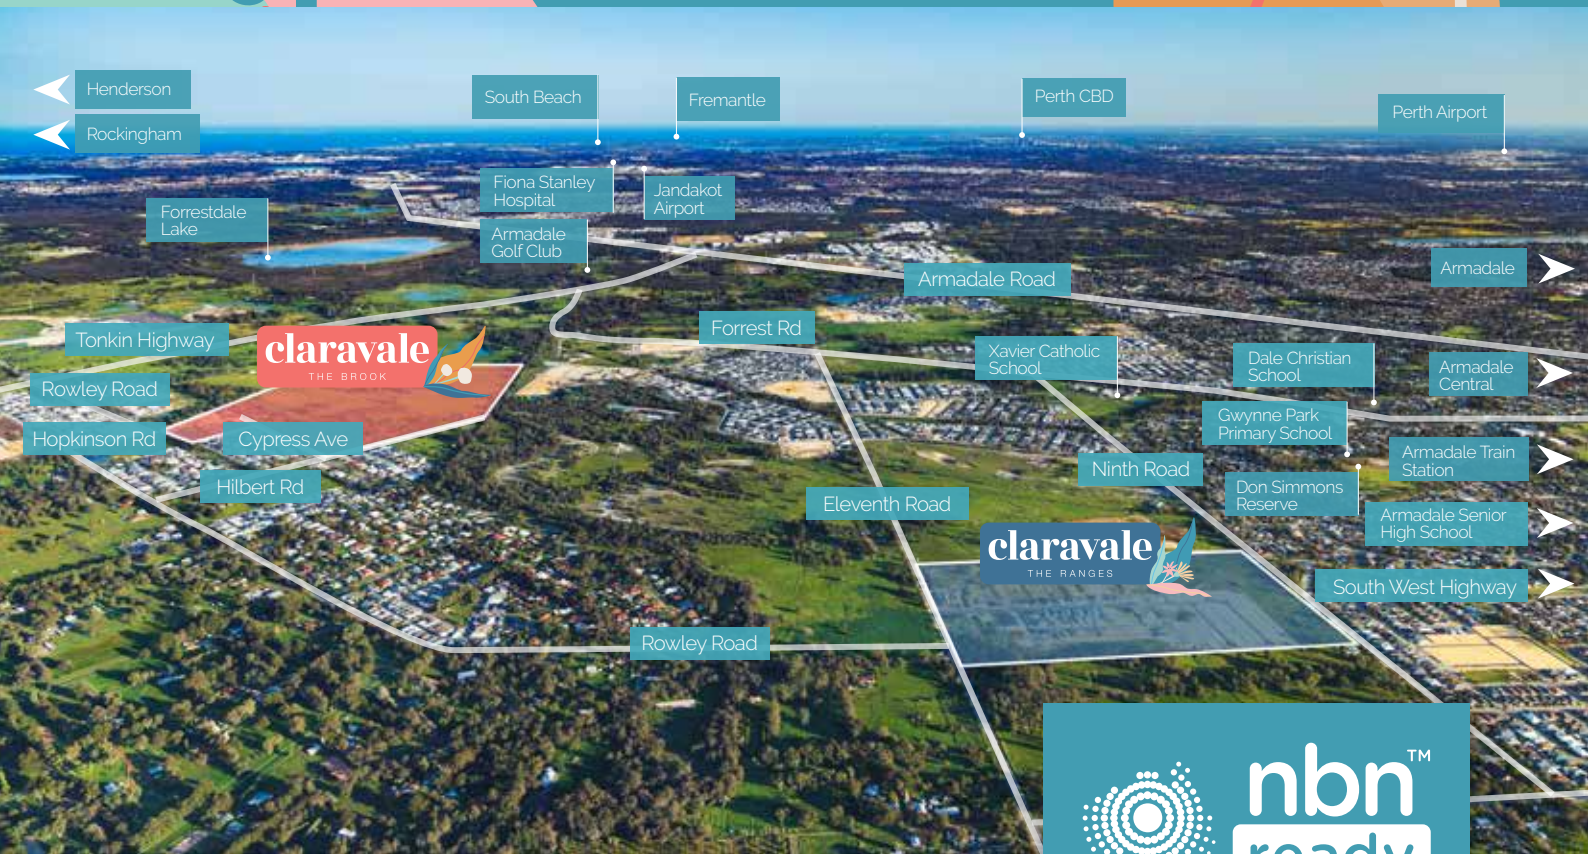 Henderson
South Beach
Fremantle
Perth CBD
Perth Airport
Rockingham
Fiona Stanley
Hospital
Jandakot
Airport
Forrestdale
Lake
Armadale
Golf Club
Armadale
Armadale Road
Tonkin Highway
claravale
THE BROOK
Forrest Rd
Xavier Catholic
School
Dale Christian
School
Armadale
Central
Rowley Road
Hopkinson Rd
Cypress Ave
Gwynne Park
Primary School
Armadale Train
Station
Hilbert Rd
Ninth Road
Eleventh Road
Don Simmons
Reserve
Armadale Senior
High School
claravale
THE RANGES
South West Highway
Rowley Road
nbn™
ready